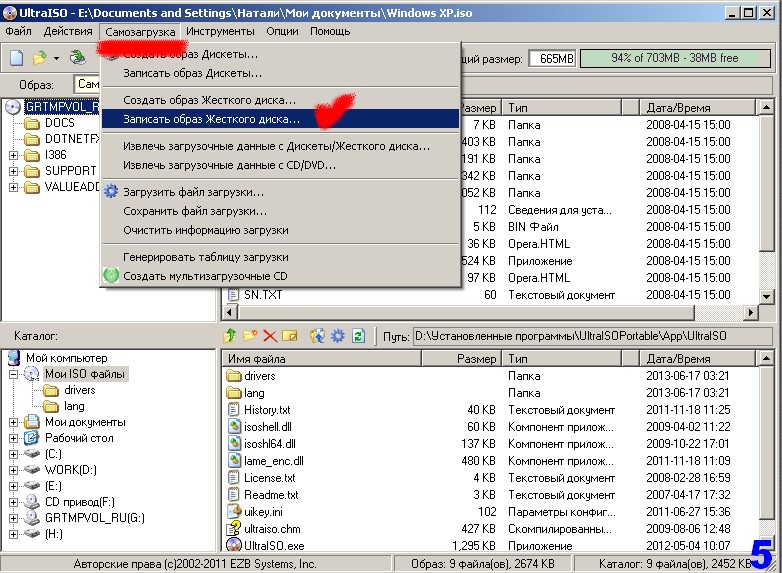 UltraISO - E:\Documents and Settings\Натали\Мои документы\Windows XP.iso
Файл Действия Самозагрузка Инструменты Опции Помощь
Создать образ Дискеты...
Записать образ Дискеты...
Создать образ Жесткого диска...
Записать образ Жесткого диска...
Извлечь загрузочные данные с Дискеты/Жесткого диска...
Извлечь загрузочные данные с CD/DVD...
Загрузить файл загрузки...
Сохранить файл загрузки...
Очистить информацию загрузки
Генерировать таблицу загрузки
Создать мультизагрузочные CD
щий размер: 665MB 94% of 703MB - 38MB free
Образ: Сам
GRTMPVOL_R
DOCS
DOTNETFX
I386
SUPPORT
VALUEADD
Размер Тип Дата/Время
7 KB Папка 2008-04-15 15:00
403 KB Папка 2008-04-15 15:00
191 KB Папка 2008-04-15 15:00
342 KB Папка 2008-04-15 15:00
052 KB Папка 2008-04-15 15:00
112 Сведения для уста... 2008-04-15 15:00
5 KB BIN Файл 2008-04-15 15:00
36 KB Opera.HTML 2008-04-15 15:00
524 KB Приложение 2008-04-15 15:00
97 KB Opera.HTML 2008-04-15 15:00
SN.TXT 60 Текстовый документ 2008-04-15 15:00
Каталог: Путь: D:\Установленные программы\UltraISOPortable\App\UltraISO
Мой компьютер
Мои ISO файлы
drivers
lang
Мои документы
Рабочий стол
(C:)
WORK(D:)
(E:)
CD привод(F:)
GRTMPVOL_RU(G:)
(H:)
Имя файла Размер Тип Дата/Время
drivers Папка 2013-06-17 03:21
lang Папка 2013-06-17 03:21
History.txt 40 KB Текстовый документ 2011-11-18 11:25
isoshell.dll 60 KB Компонент прилож... 2009-04-02 11:22
isoshl64.dll 137 KB Компонент прилож... 2009-10-22 17:01
lame_enc.dll 480 KB Компонент прилож... 2011-11-18 11:09
License.txt 4 KB Текстовый документ 2008-02-28 16:59
Readme.txt 3 KB Текстовый документ 2007-04-17 17:32
uikey.ini 102 Параметры конфиг... 2011-06-27 15:36
ultraiso.chm 427 KB Скомпилированны... 2009-08-06 12:48
UltraISO.exe 1,295 KB Приложение 2012-05-04 10:07
Авторские права (c)2002-2011 EZB Systems, Inc. Образ: 9 файл(ов), 2674 KB Каталог: 9 файл(ов), 2452 KB
5